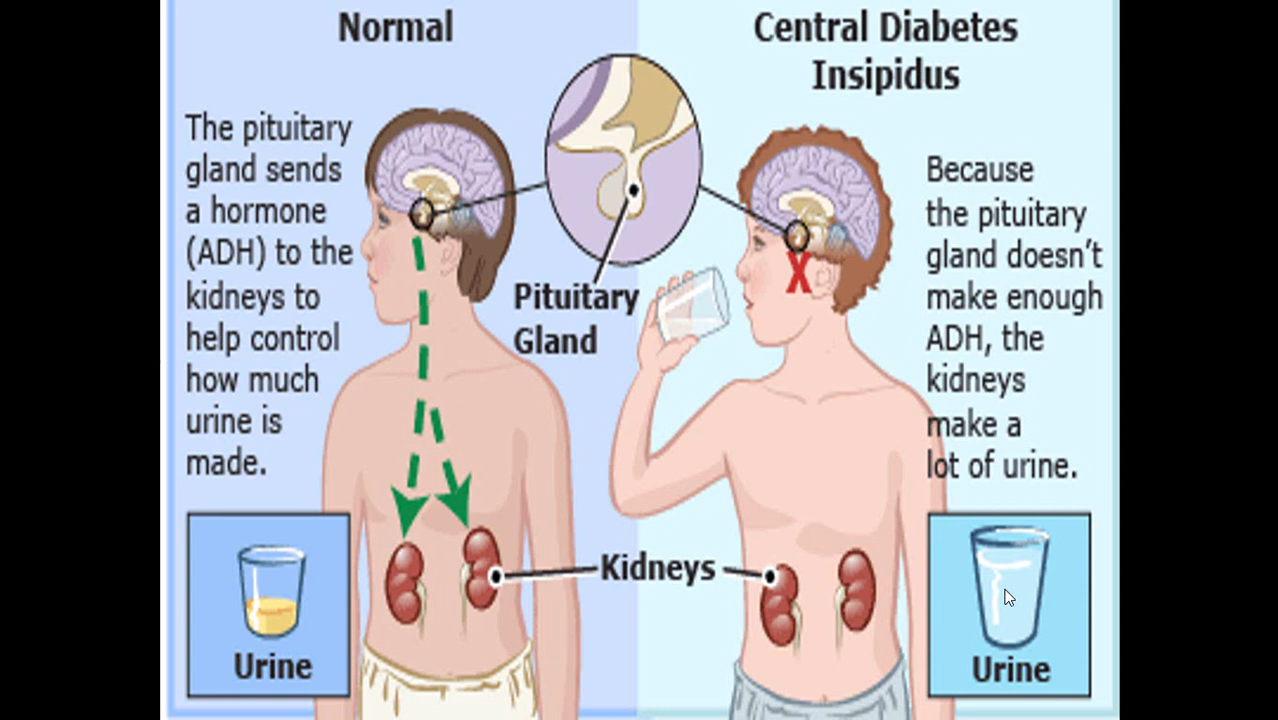 Normal
The pituitary
gland sends
a hormone
(ADH) to the
kidneys to
help control
how much
urine is
made.
Urine
Pituitary
Gland
Kidneys
Central Diabetes
Insipidus
Because
the pituitary
gland doesn't
make enough
ADH, the
kidneys
make a
lot of urine.
X
Urine